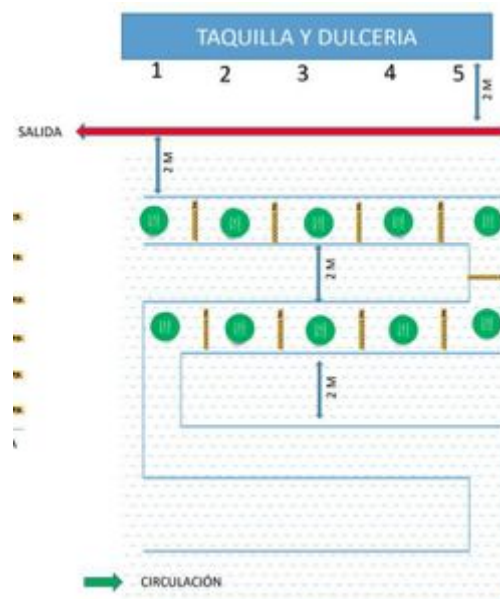 TAQUILLA Y DULCERIA
1 2 3 4 5
2 M
SALIDA
2 M
2 M
2 M
CIRCULACIÓN